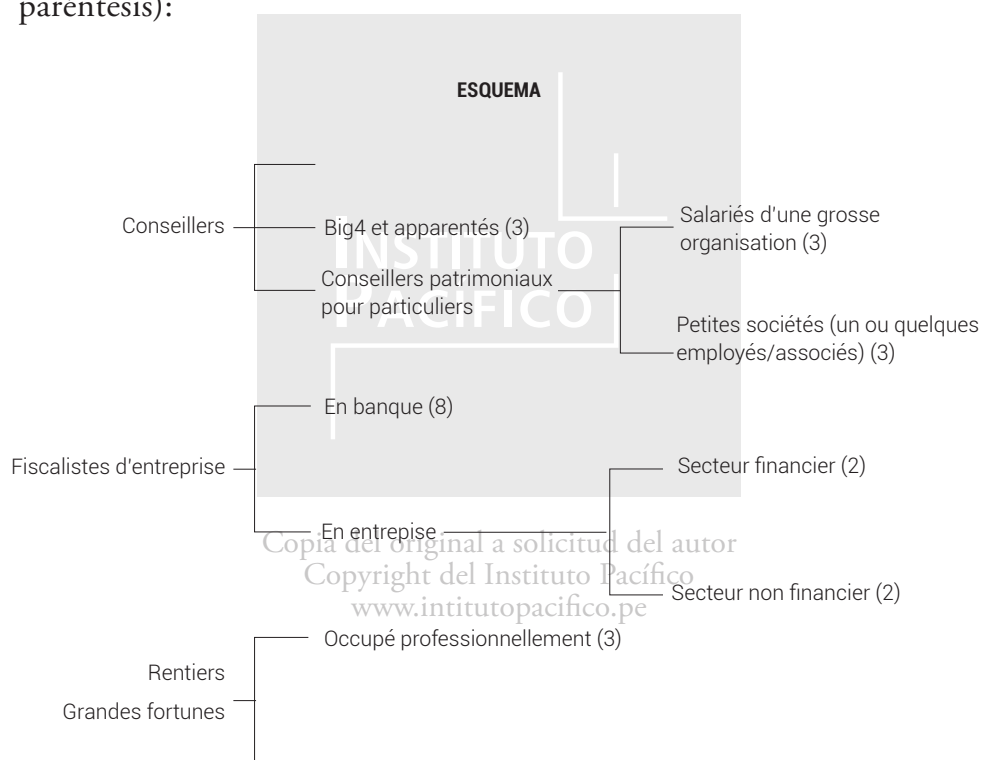 paréntesis):
ESQUEMA
Conseillers
Big4 et apparentés (3)
Conseillers patrimoniaux
pour particuliers
Salariés d'une grosse
organisation (3)
Petites sociétés (un ou quelques
employés/associés) (3)
INSTITUTO
PACÍFICO
En banque (8)
Fiscalistes d'entreprise
Secteur financier (2)
En entrepise
Secteur non financier (2)
Copia del original a solicitud del autor
Copyright del Instituto Pacífico
www.intitutopacifico.pe
Occupé professionnellement (3)
Rentiers
Grandes fortunes